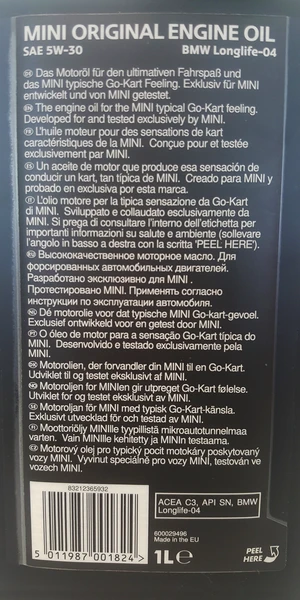 MINI ORIGINAL ENGINE OIL
SAE 5W-30 BMW Longlife-04
Das Motoröl für den ultimativen Fahrspaß und
das MINI typische Go-Kart Feeling. Exklusiv für MINI
entwickelt und von MINI getestet.
The engine oil for the MINI typical Go-Kart feeling.
Developed for and tested exclusively by MINI.
L'huile moteur pour des sensations de kart
caractéristiques de la MINI. Conçue pour et testée
exclusivement par MINI.
Un aceite de motor que produce esa sensación de
conducir un kart, tan típica de MINI. Creado para MINI y
probado en exclusiva por esta marca.
L'olio motore per la tipica sensazione da Go-Kart
di MINI. Sviluppato e collaudato esclusivamente da
MINI. Si prega di consultare l'interno dell'etichetta per
importanti informazioni su salute e ambiente (sollevare
l'angolo in basso a destra con la scritta 'PEEL HERE').
Высококачественное моторное масло. Для
форсированных автомобильных двигателей.
Разработано эксклюзивно для MINI .
Протестировано MINI. Применять согласно
инструкции по эксплуатации автомобиля.
Dé motorolie voor dat typische MINI Go-kart-gevoel.
Exclusief ontwikkeld voor en getest door MINI.
O óleo de motor para a sensação Go-Kart típica do
MINI. Desenvolvido e testado exclusivamente pela
MINI.
Motorolien, der forvandler din MINI til en Go-Kart.
Udviklet til og testet eksklusivt af MINI.
Motoroljen for MINIen gir utpreget Go-Kart følelse.
Utviklet for og testet eksklusivt av MINI.
Motoroljan för MINI med typisk Go-Kart-känsla.
Exklusivt utvecklad för och testad av MINI.
Moottoriöljy MINIlle tyypillistä mikroautotunnelmaa
varten. Vain MINIlle kehitetty ja MINIn testaama.
Motorový olej pro typický pocit motokáry poskytovaný
vozy MINI. Vyvinut speciálně pro vozy MINI, testován ve
vozech MINI.
83212365932
ACEA C3, API SN, BMW
Longlife-04
600029496
Made in the EU
5 011987 001824 >
1L℮
PEEL
HERE